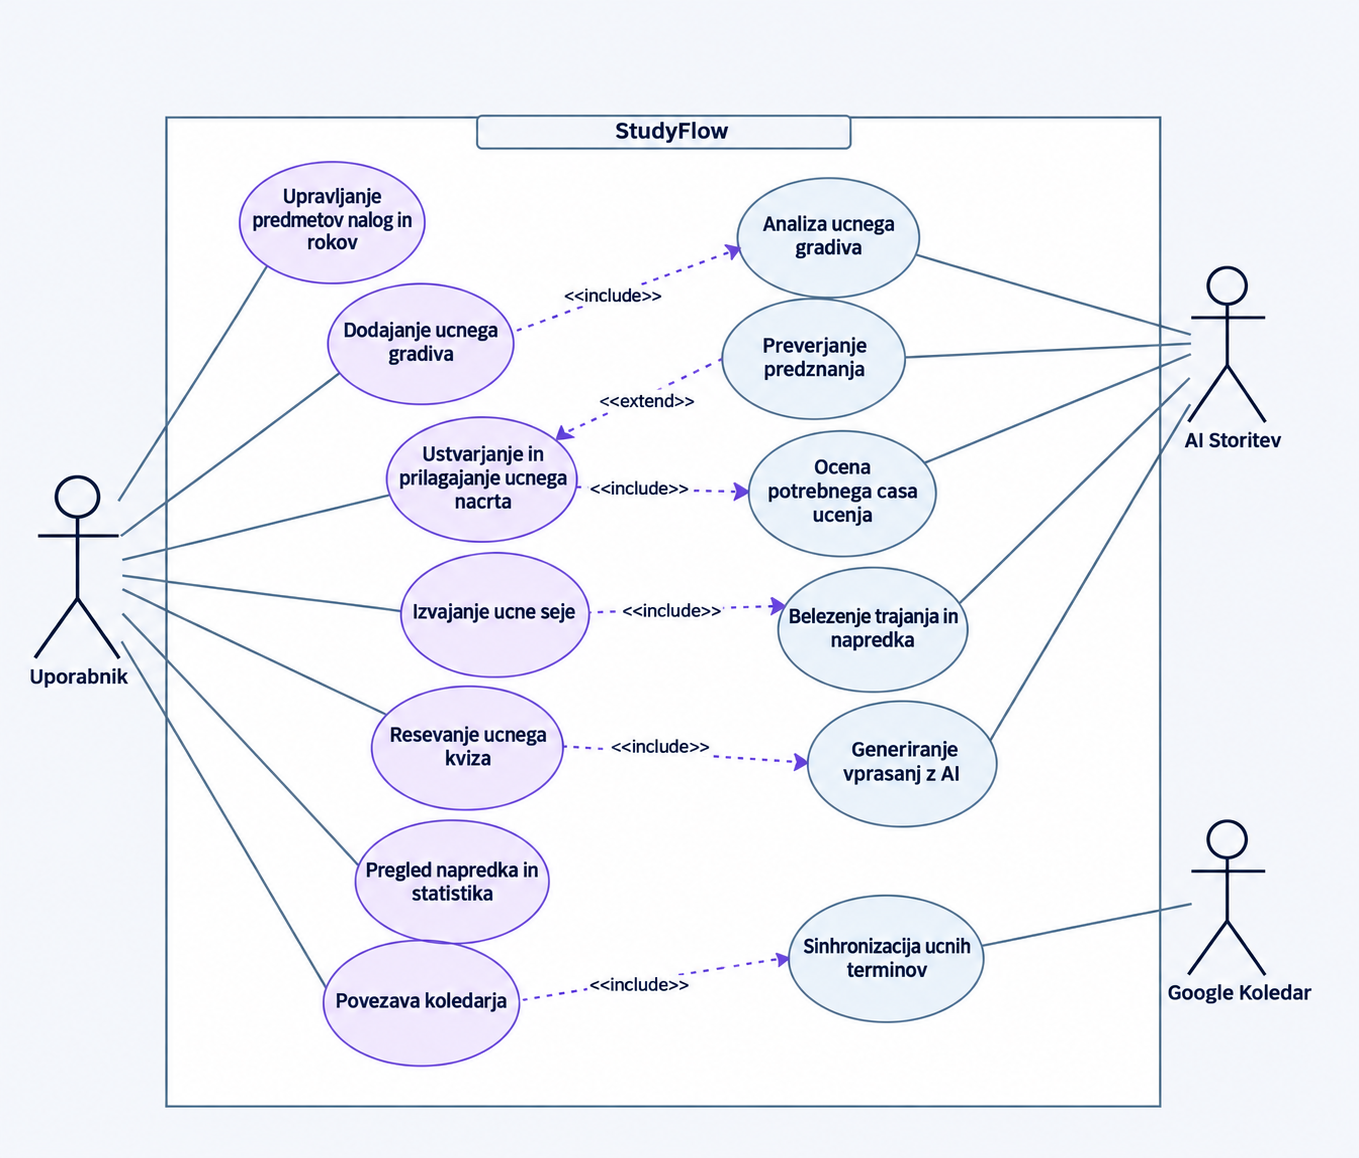 StudyFlow
Upravljanje
predmetov nalog in
rokov
Analiza ucnega
gradiva
<<include>>
Dodajanje ucnega
gradiva
Preverjanje
predznanja
<<extend>>
AI Storitev
Ustvarjanje in
prilagajanje ucnega
nacrta
<<include>>
Ocena
potrebnega casa
ucenja
Izvajanje ucne seje
<<include>>
Belezenje trajanja in
napredka
Uporabnik
Resevanje ucnega
kviza
<<include>>
Generiranje
vprasanj z AI
Pregled napredka in
statistika
Sinhronizacija ucnih
terminov
<<include>>
Povezava koledarja
Google Koledar